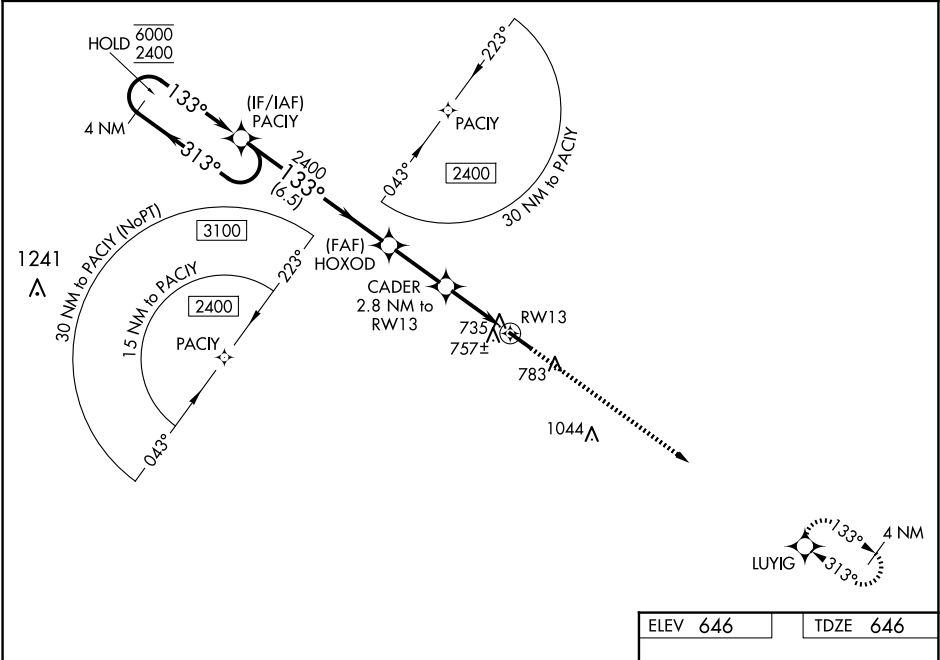 HOLD 6000
2400
133°
4 NM
313°
(IF/IAF)
PACIY
2400
133°
(6.5)
223°
PACIY
2400
043°
30 NM to PACIY
30 NM to PACIY (NoPT)
3100
1241
15 NM to PACIY
2400
223°
PACIY
043°
(FAF)
HOXOD
CADER
2.8 NM to
RW13
RW13
735
757±
783
1044
133°
4 NM
LUYIG
313°
ELEV 646
TDZE 646